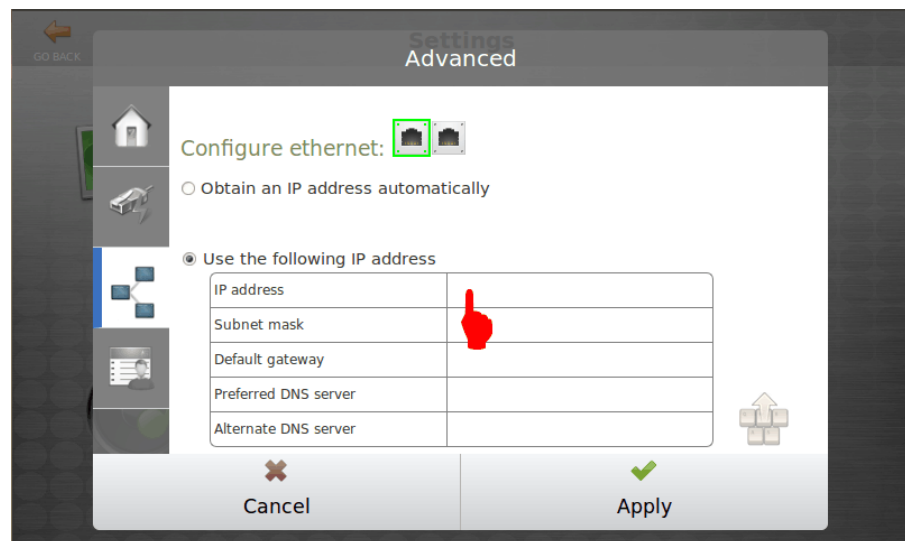 Settings
GO BACK
Advanced
Configure ethernet:
Obtain an IP address automatically
Use the following IP address
IP address
Subnet mask
Default gateway
Preferred DNS server
Alternate DNS server
Cancel
Apply